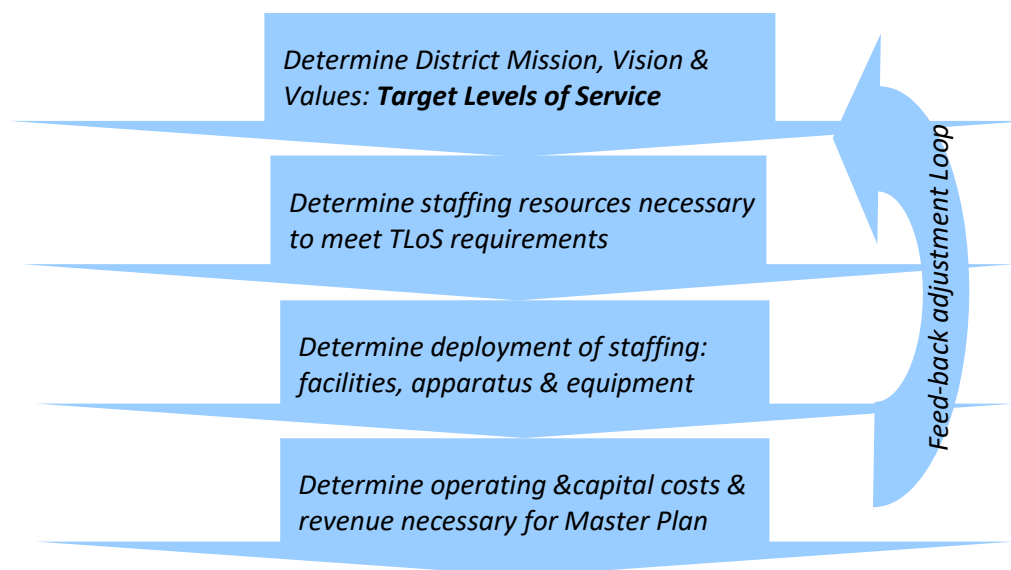 Determine District Mission, Vision &
Values: Target Levels of Service
Determine staffing resources necessary
to meet TLoS requirements
Determine deployment of staffing:
facilities, apparatus & equipment
Determine operating &capital costs &
revenue necessary for Master Plan
Feed-back adjustment Loop